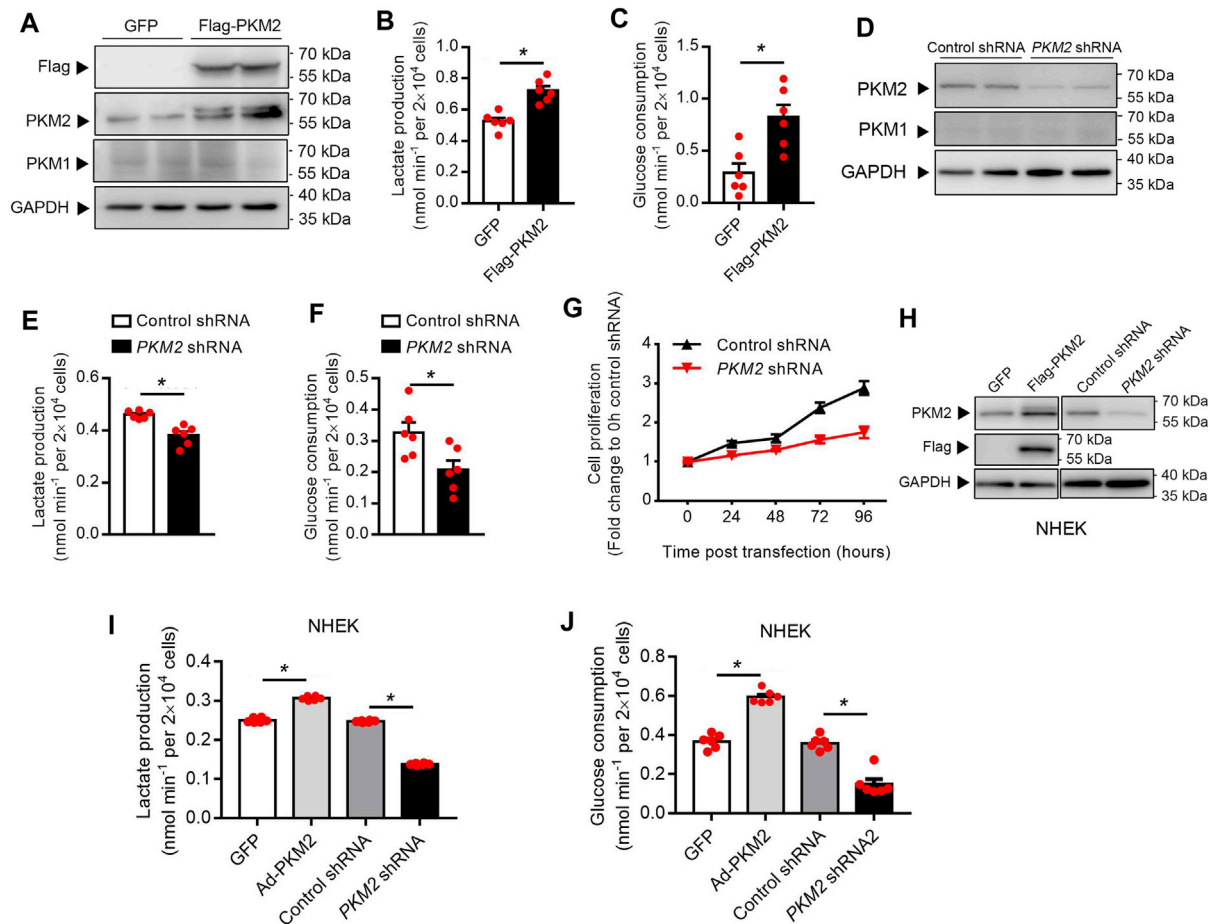 A
GFP Flag-PKM2
Flag
70 kDa
55 kDa
PKM2
70 kDa
55 kDa
PKM1
70 kDa
55 kDa
GAPDH
40 kDa
35 kDa
B
Lactate production
(nmol min-1 per 2×104 cells)
0.0
0.2
0.4
0.6
0.8
1.0
*
GFP
Flag-PKM2
C
Glucose consumption
(nmol min-1 per 2×104 cells)
0.0
0.5
1.0
1.5
*
GFP
Flag-PKM2
D
Control shRNA PKM2 shRNA
PKM2
70 kDa
55 kDa
PKM1
70 kDa
55 kDa
GAPDH
40 kDa
35 kDa
E
Control shRNA
PKM2 shRNA
Lactate production
(nmol min-1 per 2×104 cells)
0.0
0.2
0.4
0.6
*
F
Control shRNA
PKM2 shRNA
Glucose consumption
(nmol min-1 per 2×104 cells)
0.0
0.1
0.2
0.3
0.4
0.5
*
G
Cell proliferation
(Fold change to 0h control shRNA)
0
1
2
3
4
Control shRNA
PKM2 shRNA
0 24 48 72 96
Time post transfection (hours)
H
GFP
Flag-PKM2
Control shRNA
PKM2 shRNA
PKM2
70 kDa
55 kDa
Flag
70 kDa
55 kDa
GAPDH
40 kDa
35 kDa
NHEK
I
NHEK
Lactate production
(nmol min-1 per 2×104 cells)
0.0
0.1
0.2
0.3
0.4
*
*
GFP
Ad-PKM2
Control shRNA
PKM2 shRNA
J
NHEK
Glucose consumption
(nmol min-1 per 2×104 cells)
0.0
0.2
0.4
0.6
0.8
*
*
GFP
Ad-PKM2
Control shRNA
PKM2 shRNA2